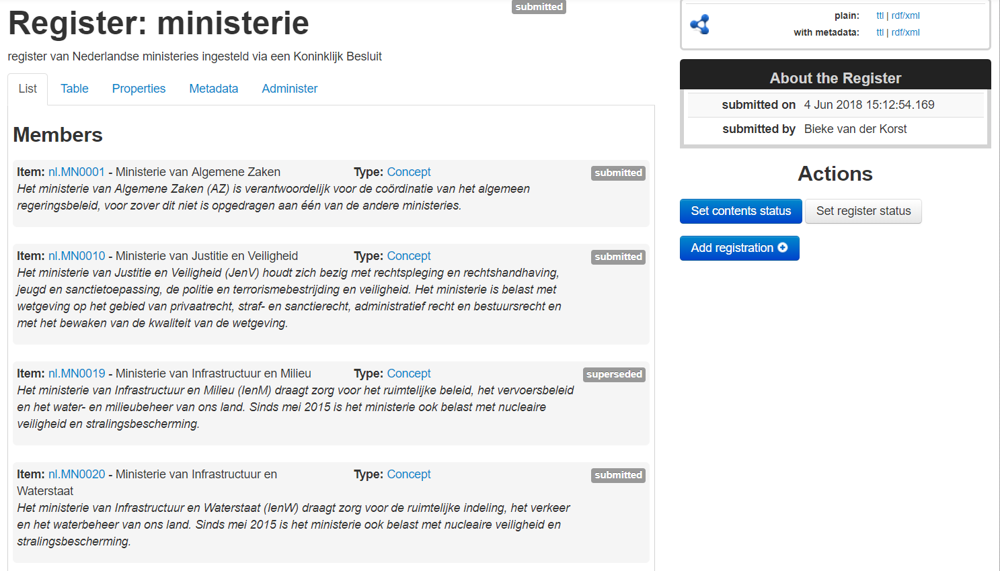 submitted
Register: ministerie
register van Nederlandse ministeries ingesteld via een Koninklijk Besluit
List Table Properties Metadata Administer
Members
Item: nl.MN0001 - Ministerie van Algemene Zaken Type: Concept submitted
Het ministerie van Algemene Zaken (AZ) is verantwoordelijk voor de coördinatie van het algemeen
regeringsbeleid, voor zover dit niet is opgedragen aan één van de andere ministeries.
Item: nl.MN0010 - Ministerie van Justitie en Veiligheid Type: Concept submitted
Het ministerie van Justitie en Veiligheid (JenV) houdt zich bezig met rechtspleging en rechtshandhaving,
jeugd en sanctietoepassing, de politie en terrorismebestrijding en veiligheid. Het ministerie is belast met
wetgeving op het gebied van privaatrecht, straf- en sanctierecht, administratief recht en bestuursrecht en
met het bewaken van de kwaliteit van de wetgeving.
Item: nl.MN0019 - Ministerie van Infrastructuur en Milieu Type: Concept superseded
Het ministerie van Infrastructuur en Milieu (IenM) draagt zorg voor het ruimtelijke beleid, het vervoersbeleid
en het water- en milieubeheer van ons land. Sinds mei 2015 is het ministerie ook belast met nucleaire
veiligheid en stralingsbescherming.
Item: nl.MN0020 - Ministerie van Infrastructuur en Type: Concept submitted
Waterstaat
Het ministerie van Infrastructuur en Waterstaat (IenW) draagt zorg voor de ruimtelijke indeling, het verkeer
en het waterbeheer van ons land. Sinds mei 2015 is het ministerie ook belast met nucleaire veiligheid en
stralingsbescherming.
plain: ttl | rdf/xml
with metadata: ttl | rdf/xml
About the Register
submitted on 4 Jun 2018 15:12:54.169
submitted by Bieke van der Korst
Actions
Set contents status Set register status
Add registration